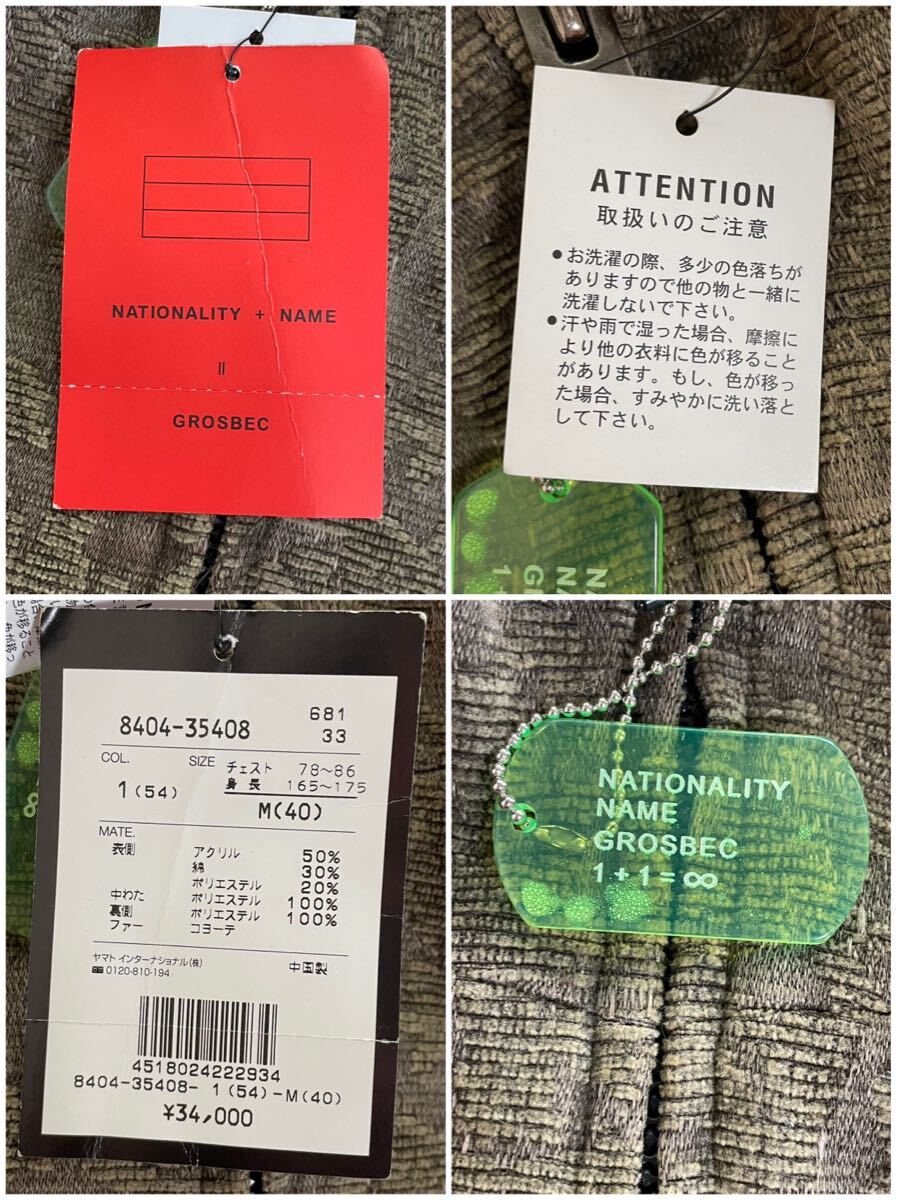 NATIONALITY + NAME
=
GROSBEC
ATTENTION
取扱いのご注意
●お洗濯の際、多少の色落ちが
ありますので他の物と一緒に
洗濯しないで下さい。
●汗や雨で湿った場合、摩擦に
より他の衣料に色が移ること
があります。もし、色が移っ
た場合、すみやかに洗い落と
して下さい。
8404-35408
681
33
COL.
1(54)
SIZE チェスト 78~86
身長 165~175
M(40)
MATE.
表側 アクリル 50%
綿 30%
ポリエステル 20%
中わた ポリエステル 100%
裏側 ポリエステル 100%
ファー コヨーテ
ヤマト インターナショナル(株)
0120-810-194
中国製
4518024222934
8404-35408- 1(54)-M(40)
¥34,000
NATIONALITY
NAME
GROSBEC
1 + 1 = ∞